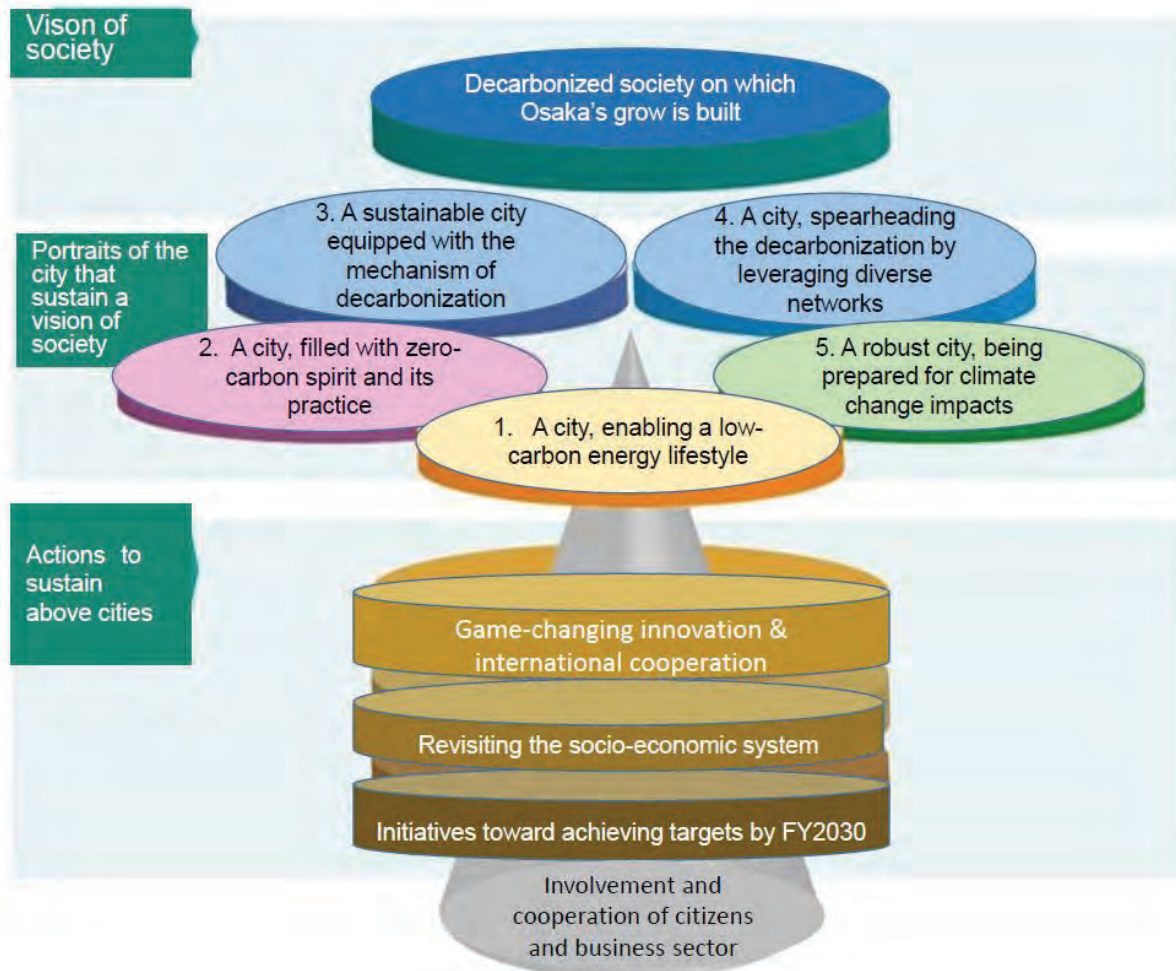 Vison of
society
Decarbonized society on which
Osaka's grow is built
Portraits of the
city that
sustain a
vision of
society
3. A sustainable city
equipped with the
mechanism of
decarbonization
4. A city, spearheading
the decarbonization by
leveraging diverse
networks
2. A city, filled with zero-
carbon spirit and its
practice
5. A robust city, being
prepared for climate
change impacts
1. A city, enabling a low-
carbon energy lifestyle
Actions to
sustain
above cities
Game-changing innovation &
international cooperation
Revisiting the socio-economic system
Initiatives toward achieving targets by FY2030
Involvement and
cooperation of citizens
and business sector